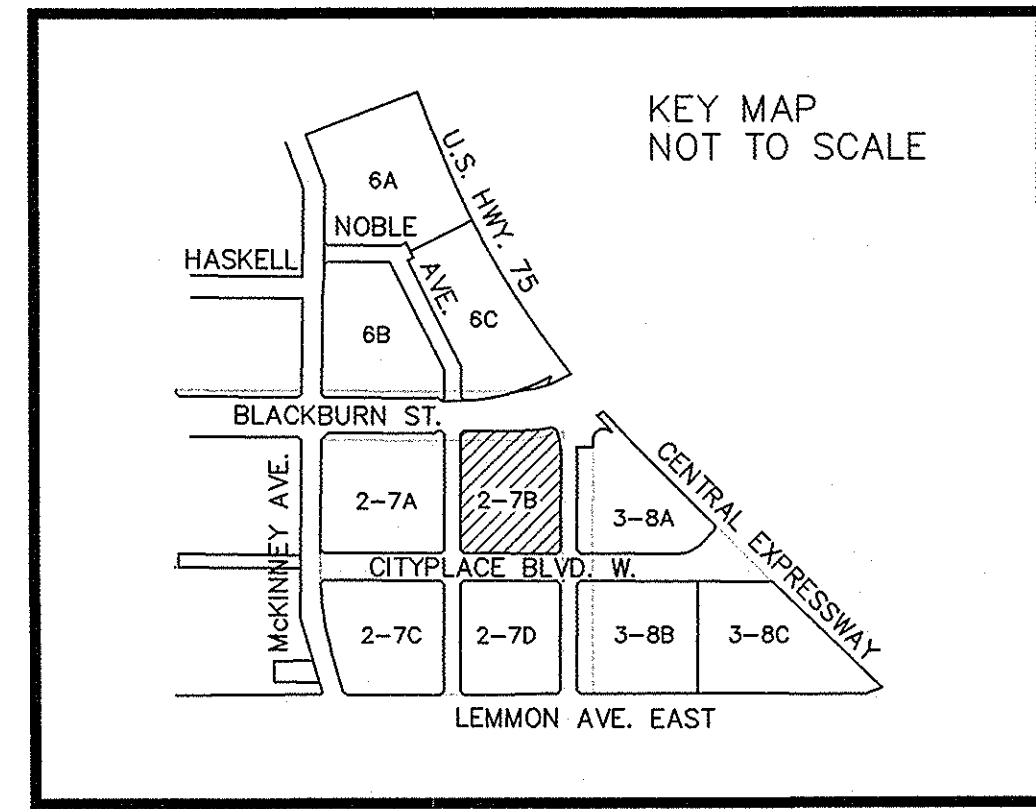 KEY MAP
NOT TO SCALE
U.S. HWY. 75
6A
NOBLE
AVE.
HASKELL
6C
6B
BLACKBURN ST.
McKINNEY AVE.
CENTRAL EXPRESSWAY
2-7A
2-7B
3-8A
CITYPLACE BLVD. W.
2-7C
2-7D
3-8B
3-8C
LEMMON AVE. EAST